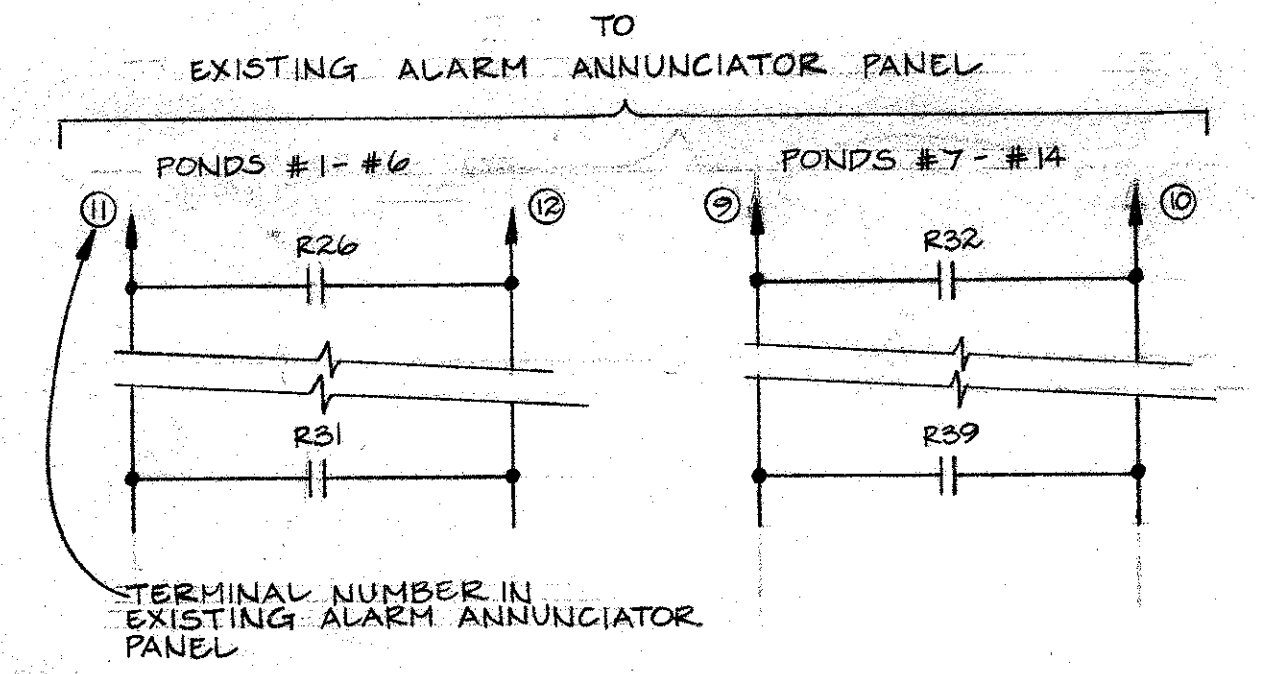 TO
EXISTING ALARM ANNUNCIATOR PANEL
PONDS #1-#6
PONDS #7-#14
11
12
9
10
R26
R32
R31
R39
TERMINAL NUMBER IN
EXISTING ALARM ANNUNCIATOR
PANEL